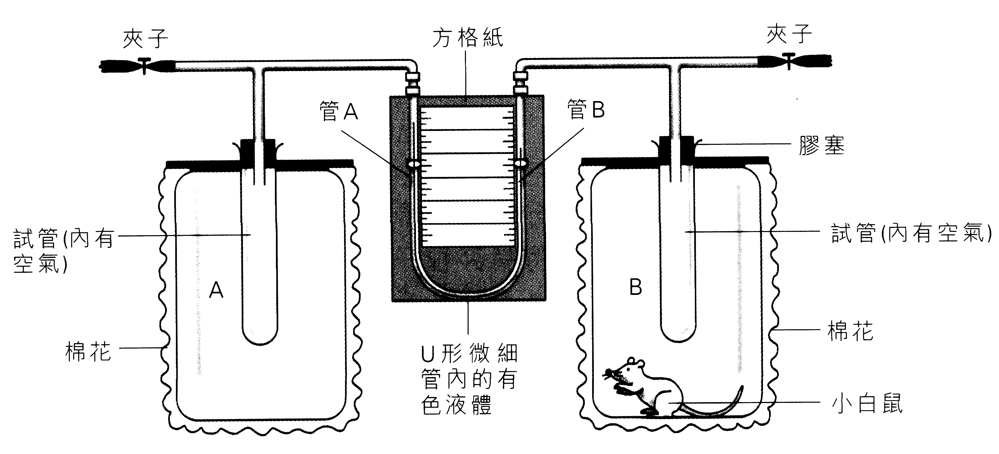 夾子
方格紙
夾子
管A
管B
膠塞
試管(內有
空氣)
試管(內有空氣)
A
B
棉花
棉花
U形微細
管內的有
色液體
小白鼠